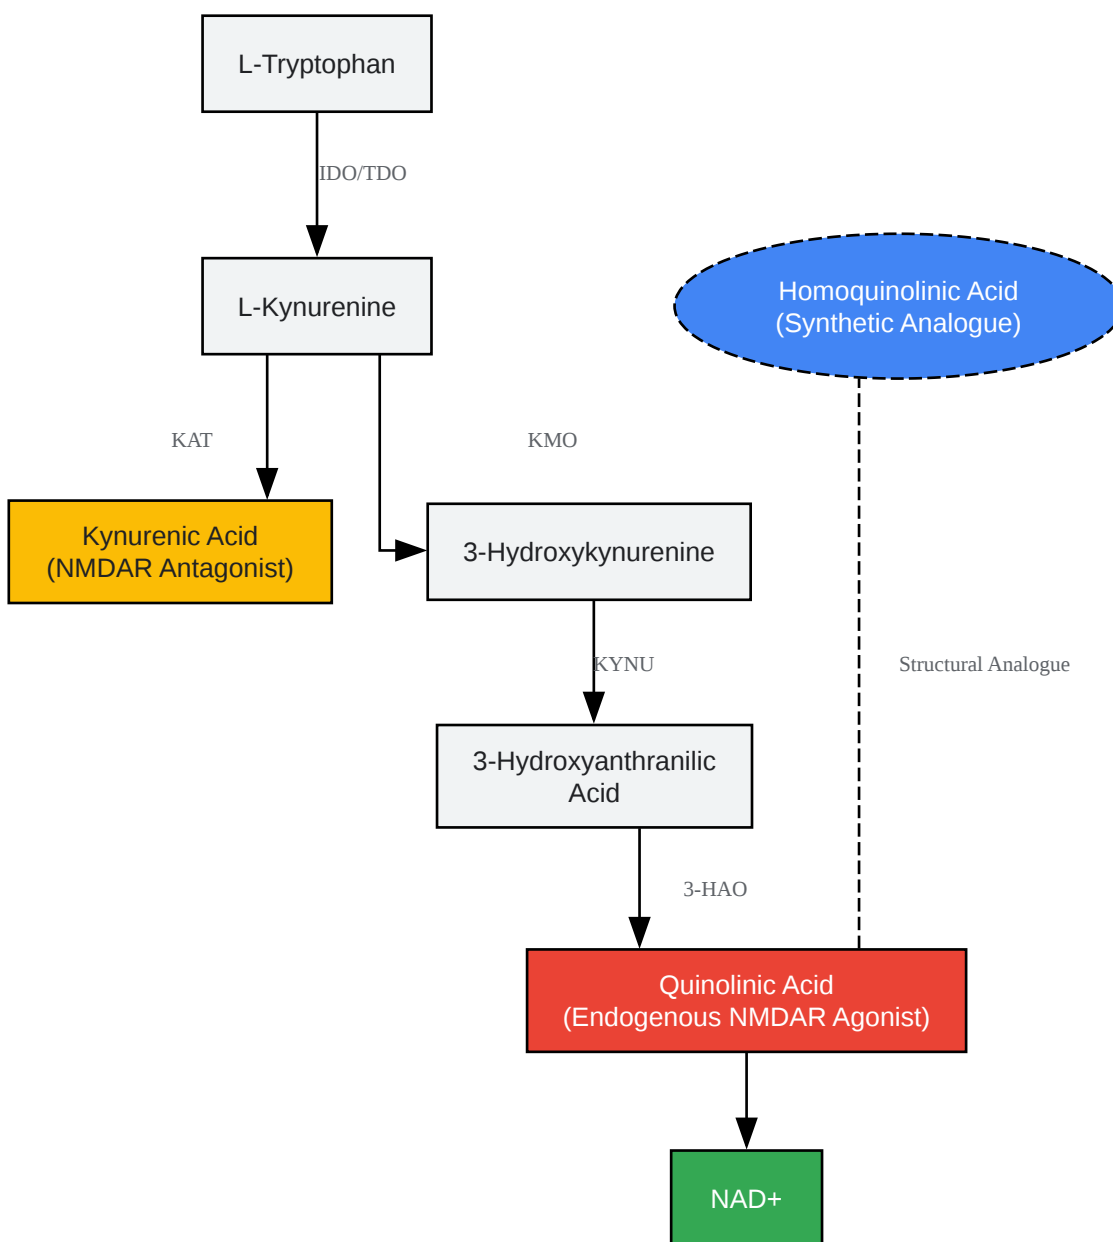 L-Tryptophan
IDO/TDO
L-Kynurenine
Homoquinolinic Acid
(Synthetic Analogue)
KAT
KMO
Kynurenic Acid
(NMDAR Antagonist)
3-Hydroxykynurenine
KYNU
Structural Analogue
3-Hydroxyanthranilic
Acid
3-HAO
Quinolinic Acid
(Endogenous NMDAR Agonist)
NAD+